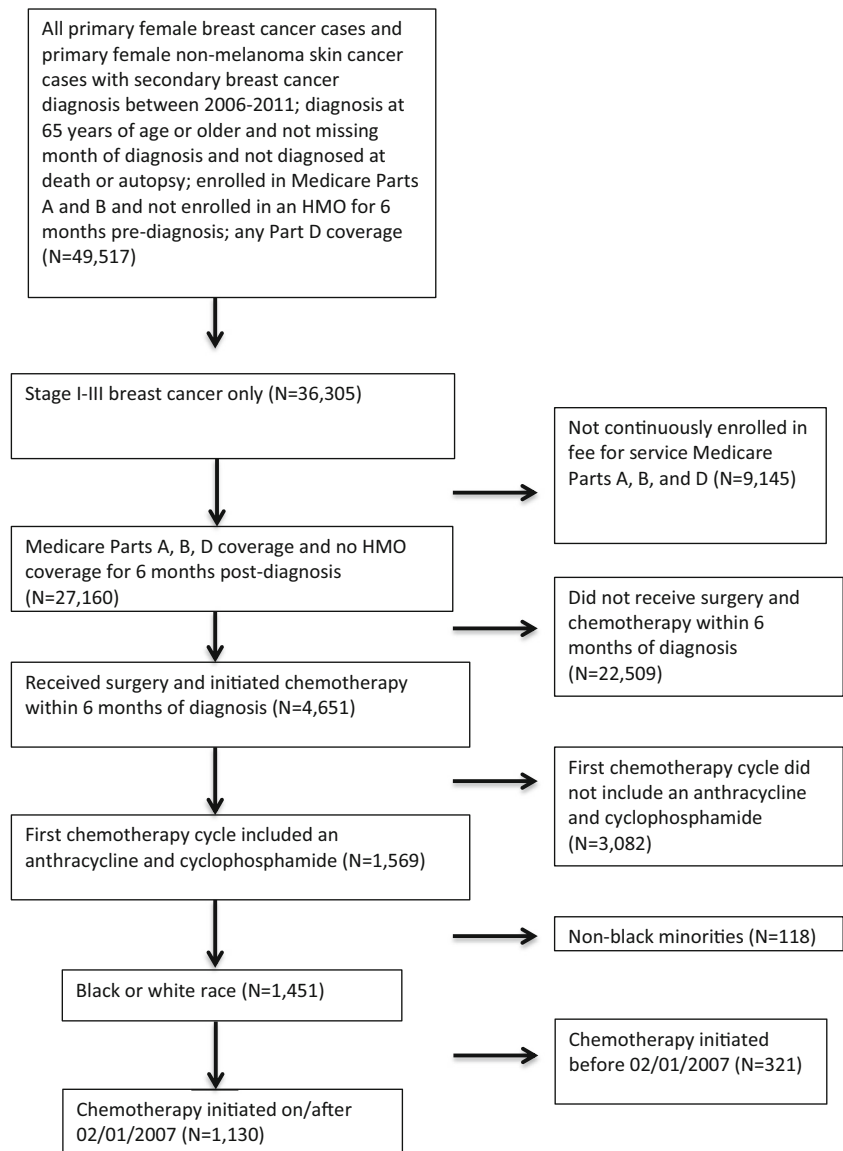 All primary female breast cancer cases and
primary female non-melanoma skin cancer
cases with secondary breast cancer
diagnosis between 2006-2011; diagnosis at
65 years of age or older and not missing
month of diagnosis and not diagnosed at
death or autopsy; enrolled in Medicare Parts
A and B and not enrolled in an HMO for 6
months pre-diagnosis; any Part D coverage
(N=49,517)
Stage I-III breast cancer only (N=36,305)
Not continuously enrolled in
fee for service Medicare
Parts A, B, and D (N=9,145)
Medicare Parts A, B, D coverage and no HMO
coverage for 6 months post-diagnosis
(N=27,160)
Did not receive surgery and
chemotherapy within 6
months of diagnosis
(N=22,509)
Received surgery and initiated chemotherapy
within 6 months of diagnosis (N=4,651)
First chemotherapy cycle did
not include an anthracycline
and cyclophosphamide
(N=3,082)
First chemotherapy cycle included an
anthracycline and cyclophosphamide (N=1,569)
Non-black minorities (N=118)
Black or white race (N=1,451)
Chemotherapy initiated
before 02/01/2007 (N=321)
Chemotherapy initiated on/after
02/01/2007 (N=1,130)